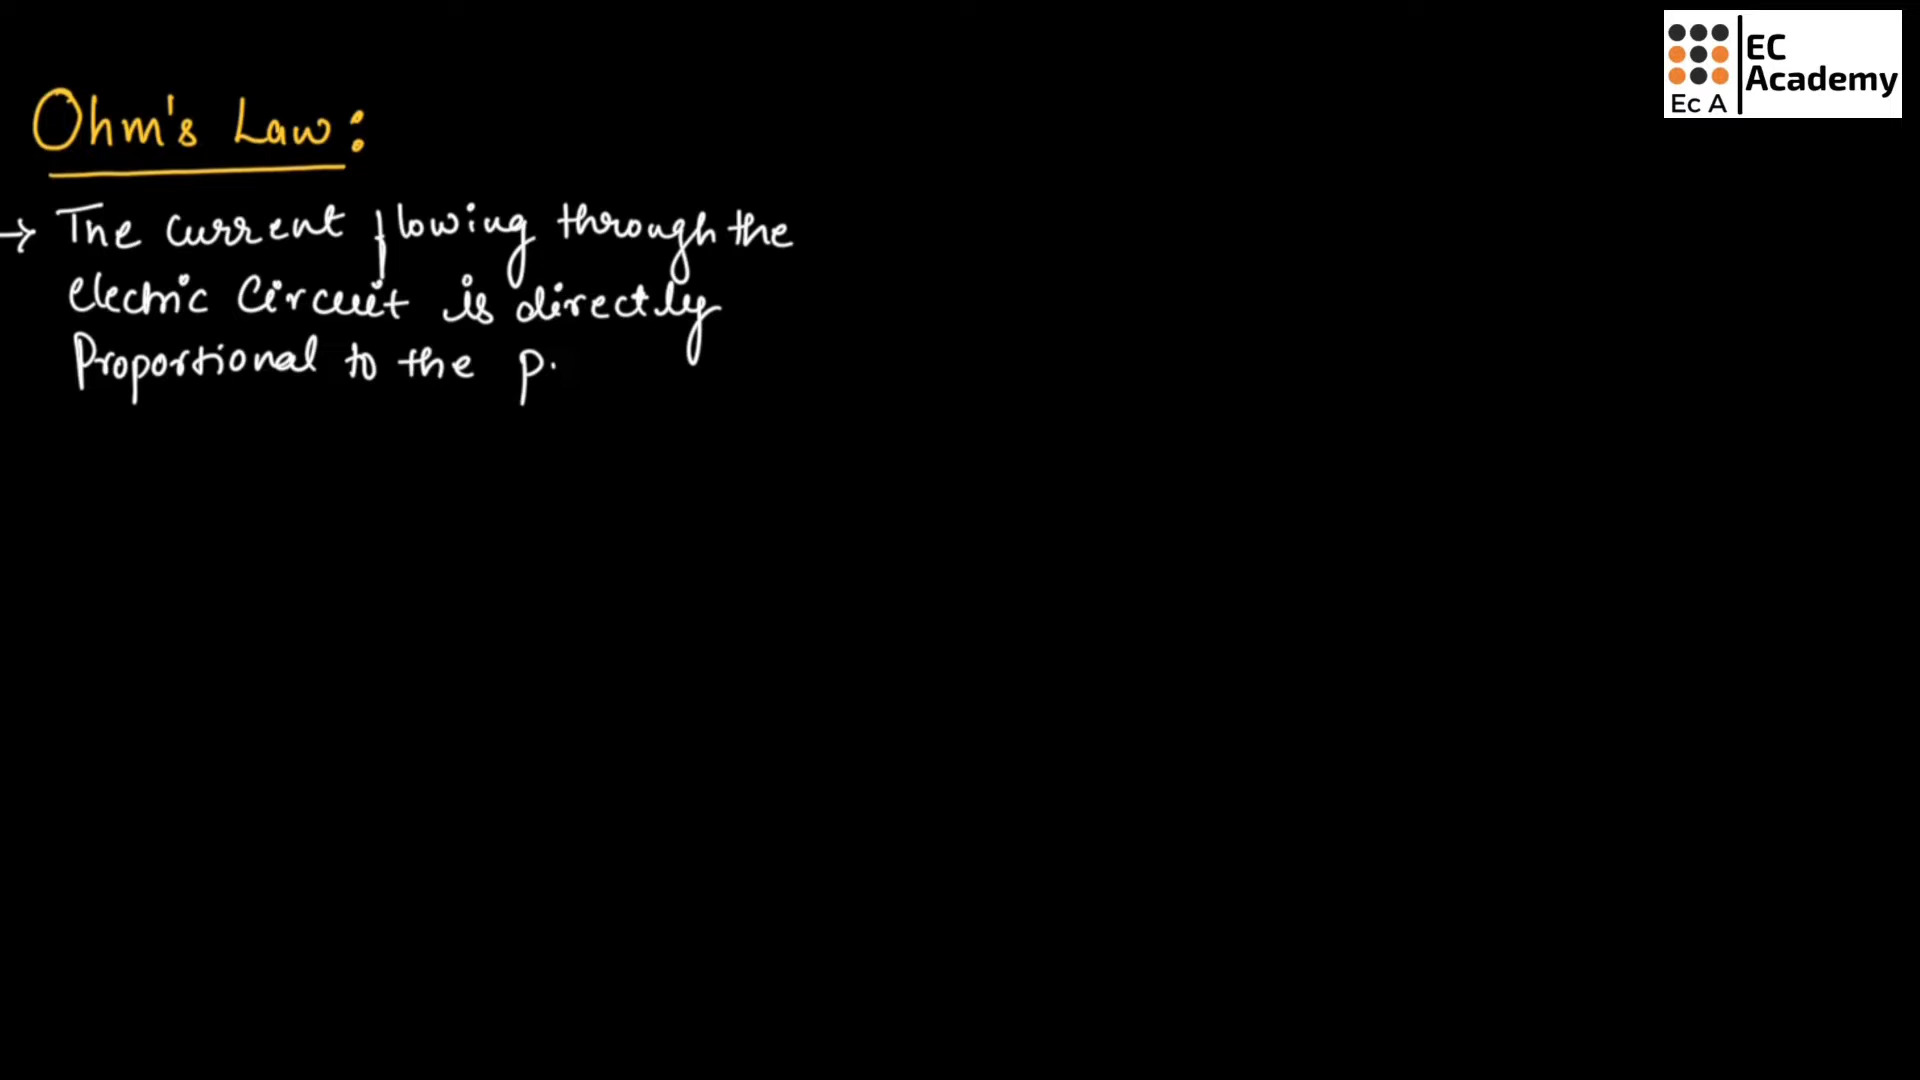 EC
Academy
Ec A
Ohm's Law:
→ The current flowing through the
electric Circuit is directly
Proportional to the p.